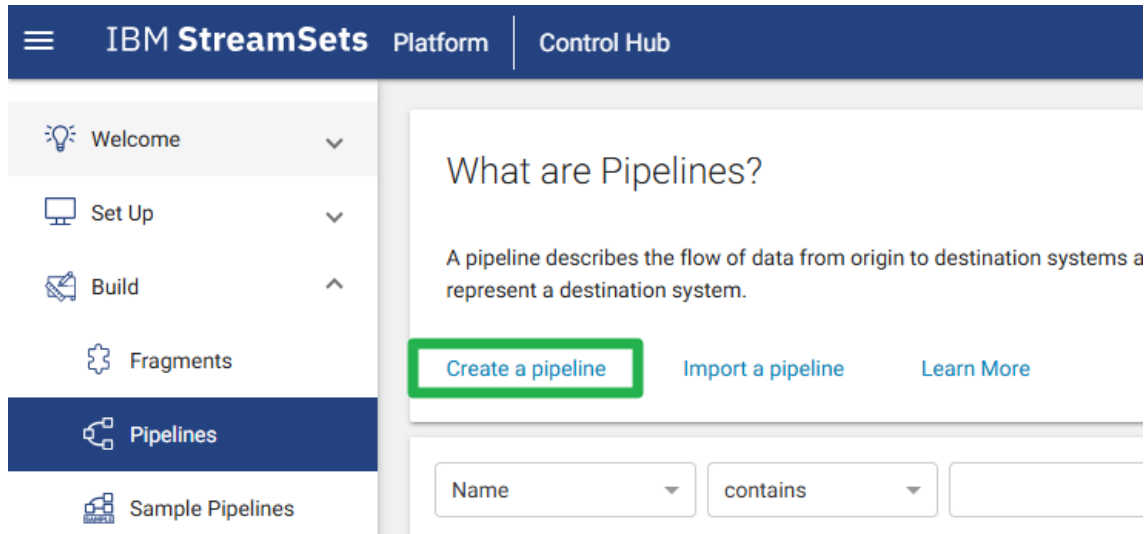 IBM StreamSets Platform Control Hub
Welcome
Set Up
Build
Fragments
Pipelines
SAMPLE
Sample Pipelines
What are Pipelines?
A pipeline describes the flow of data from origin to destination systems a
represent a destination system.
Create a pipeline Import a pipeline Learn More
Name contains